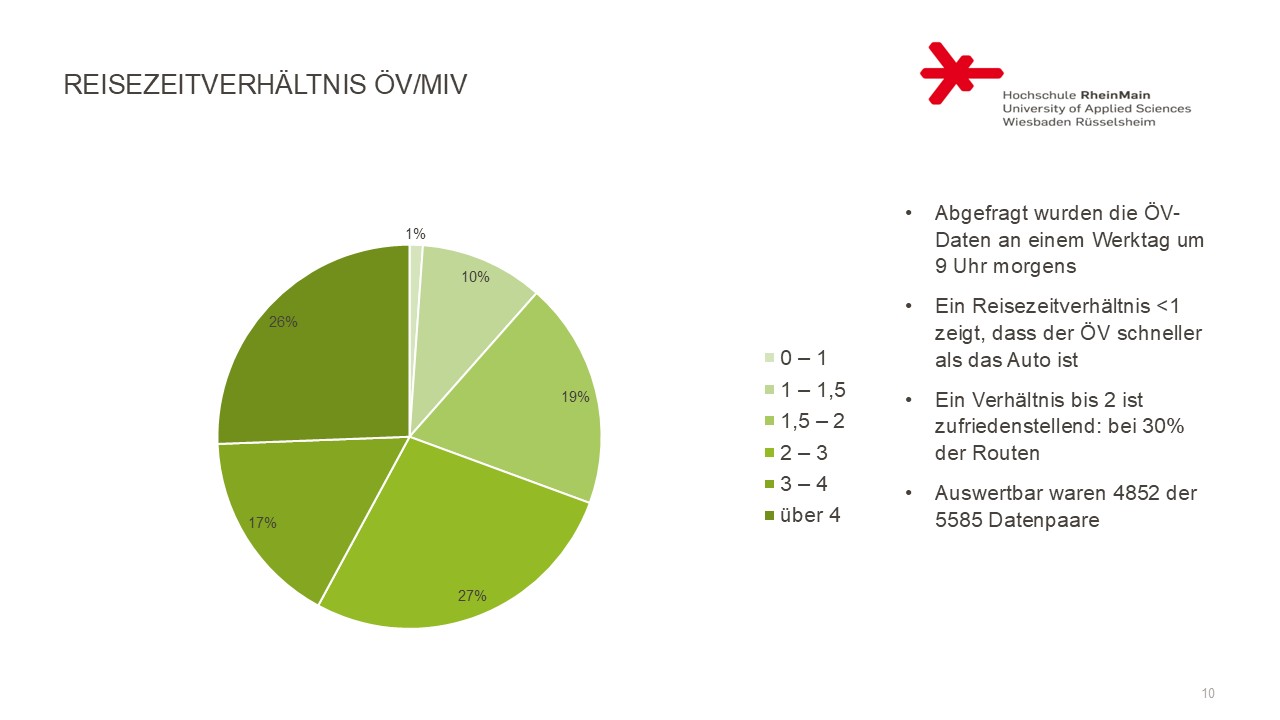 REISEZEITVERHÄLTNIS ÖV/MIV
Hochschule RheinMain
University of Applied Sciences
Wiesbaden Rüsselsheim
1%
10%
19%
27%
17%
26%
0 – 1
1 – 1,5
1,5 – 2
2 – 3
3 – 4
über 4
• Abgefragt wurden die ÖV-
Daten an einem Werktag um
9 Uhr morgens
• Ein Reisezeitverhältnis <1
zeigt, dass der ÖV schneller
als das Auto ist
• Ein Verhältnis bis 2 ist
zufriedenstellend: bei 30%
der Routen
• Auswertbar waren 4852 der
5585 Datenpaare
10